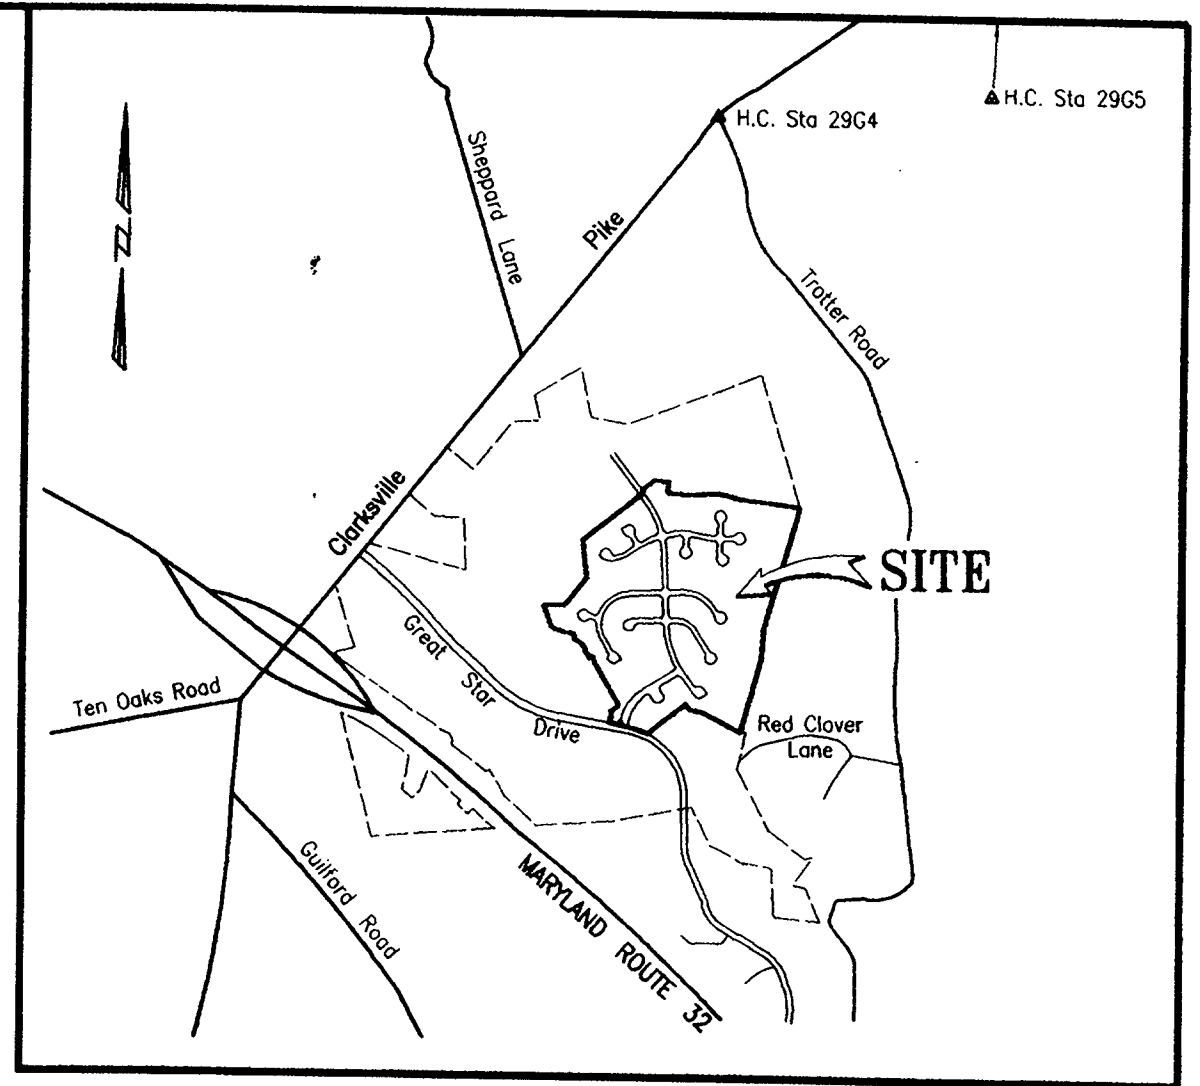 H.C. Sta 29G5
H.C. Sta 29G4
Sheppard Lane
Pike
N
Trotter Road
Clarksville
SITE
Great Star Drive
Ten Oaks Road
Red Clover
Lane
Guilford Road
MARYLAND ROUTE 32